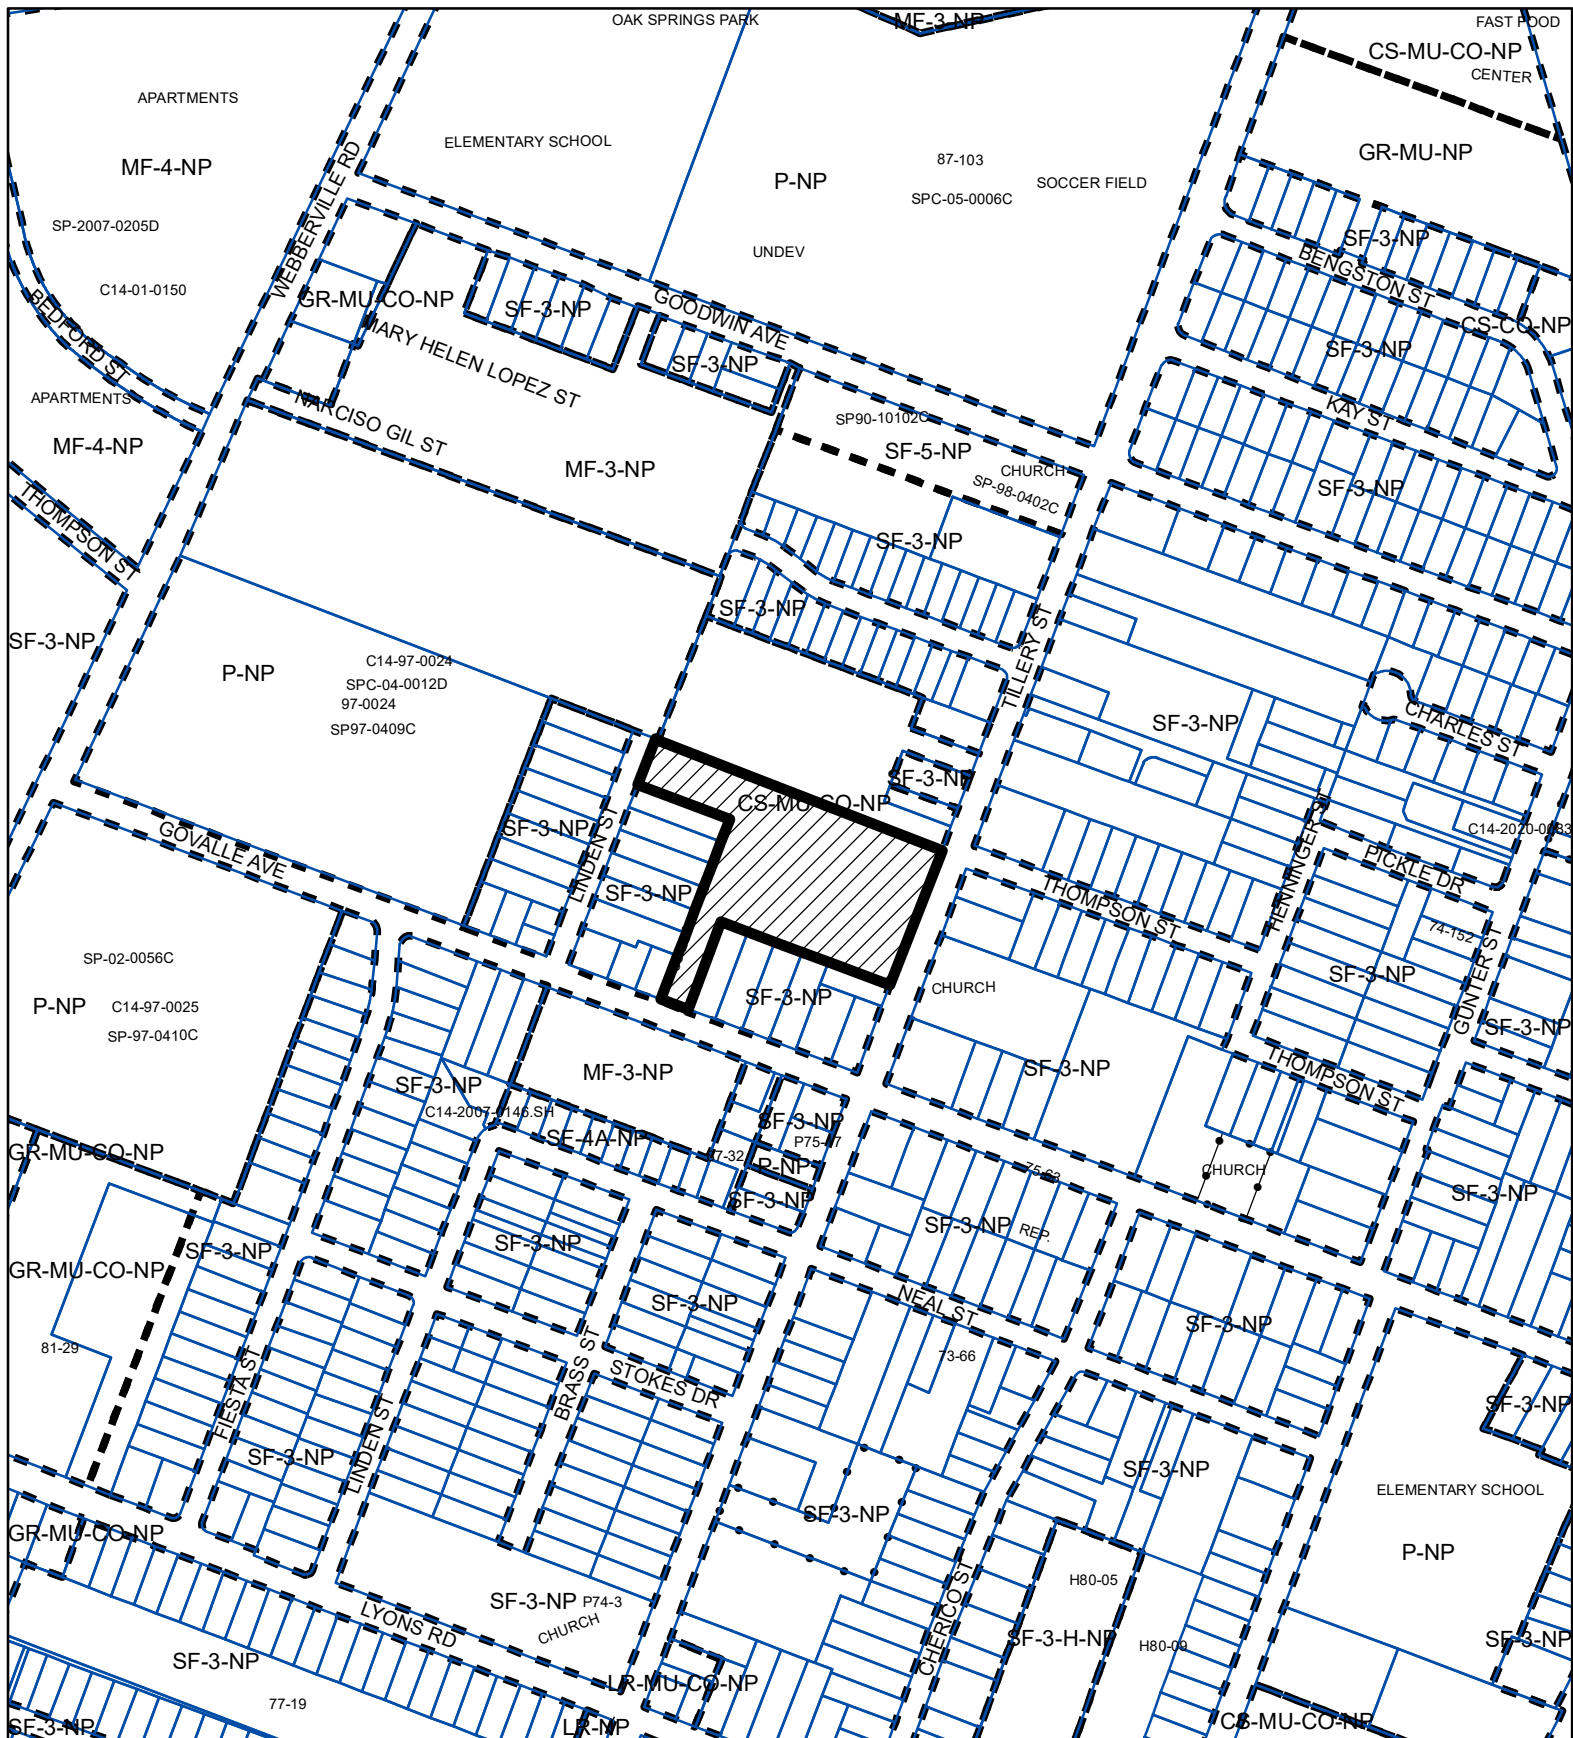 OAK SPRINGS PARK
MF-3-NP
FAST FOOD
CS-MU-CO-NP
CENTER
APARTMENTS
ELEMENTARY SCHOOL
MF-4-NP
WEBBERVILLE RD
P-NP
87-103
SOCCER FIELD
SPC-05-0006C
GR-MU-NP
SP-2007-0205D
UNDEV
SF-3-NP
BENGSTON ST
C14-01-0150
BEDFORD ST
GR-MU-CO-NP
SF-3-NP
GOODWIN AVE
MARY HELEN LOPEZ ST
SF-3-NP
CS-CO-NP
SF-3-NP
APARTMENTS
NARCISO GIL ST
SP90-10102C
KAY ST
MF-4-NP
MF-3-NP
SF-5-NP
CHURCH
SP-98-0402C
SF-3-NP
THOMPSON ST
SF-3-NP
SF-3-NP
SF-3-NP
TILLERY ST
P-NP
C14-97-0024
SPC-04-0012D
97-0024
SP97-0409C
SF-3-NP
CHARLES ST
SF-3-NP
CS-MU-CO-NP
SF-3-NP
LINDEN ST
GOVALLE AVE
HENNINGER ST
C14-2020-0083
PICKLE DR
SF-3-NP
THOMPSON ST
74-152
SP-02-0056C
SF-3-NP
GUNTER ST
P-NP
C14-97-0025
SP-97-0410C
SF-3-NP
CHURCH
SF-3-NP
MF-3-NP
SF-3-NP
THOMPSON ST
SF-3-NP
C14-2007-0146.SH
SF-4A-NP
SF-3-NP
P75-47
P-NP
SF-3-NP
75-63
CHURCH
SF-3-NP
GR-MU-CO-NP
SF-3-NP
SF-3-NP
SF-3-NP
REP.
GR-MU-CO-NP
SF-3-NP
NEAL ST
SF-3-NP
81-29
73-66
FIESTA ST
BRASS ST
STOKES DR
SF-3-NP
LINDEN ST
SF-3-NP
SF-3-NP
ELEMENTARY SCHOOL
GR-MU-CO-NP
SF-3-NP
P-NP
H80-05
SF-3-NP
P74-3
CHURCH
LYONS RD
CHERICO ST
SF-3-H-NP
H80-09
SF-3-NP
SF-3-NP
77-19
LR-MU-CO-NP
SF-3-NP
LR-NP
CS-MU-CO-NP